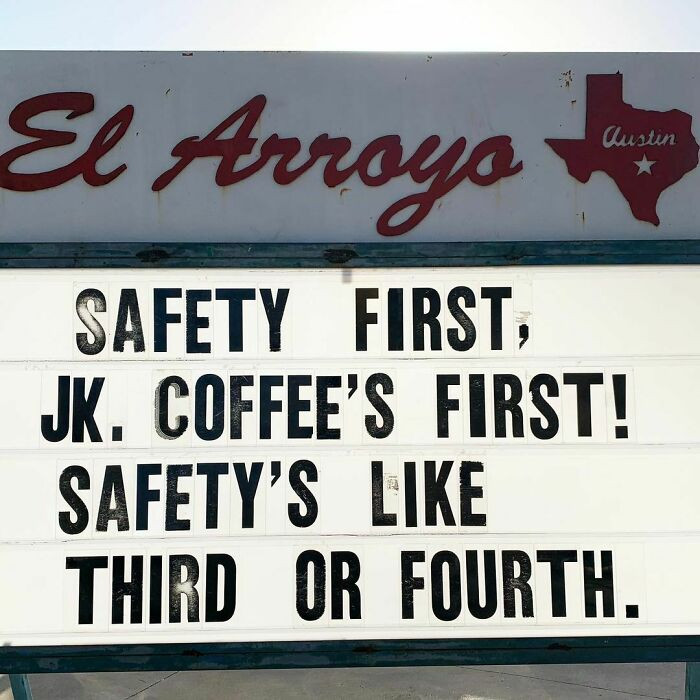 El Arroyo
Austin
SAFETY FIRST,
JK. COFFEE'S FIRST!
SAFETY'S LIKE
THIRD OR FOURTH.